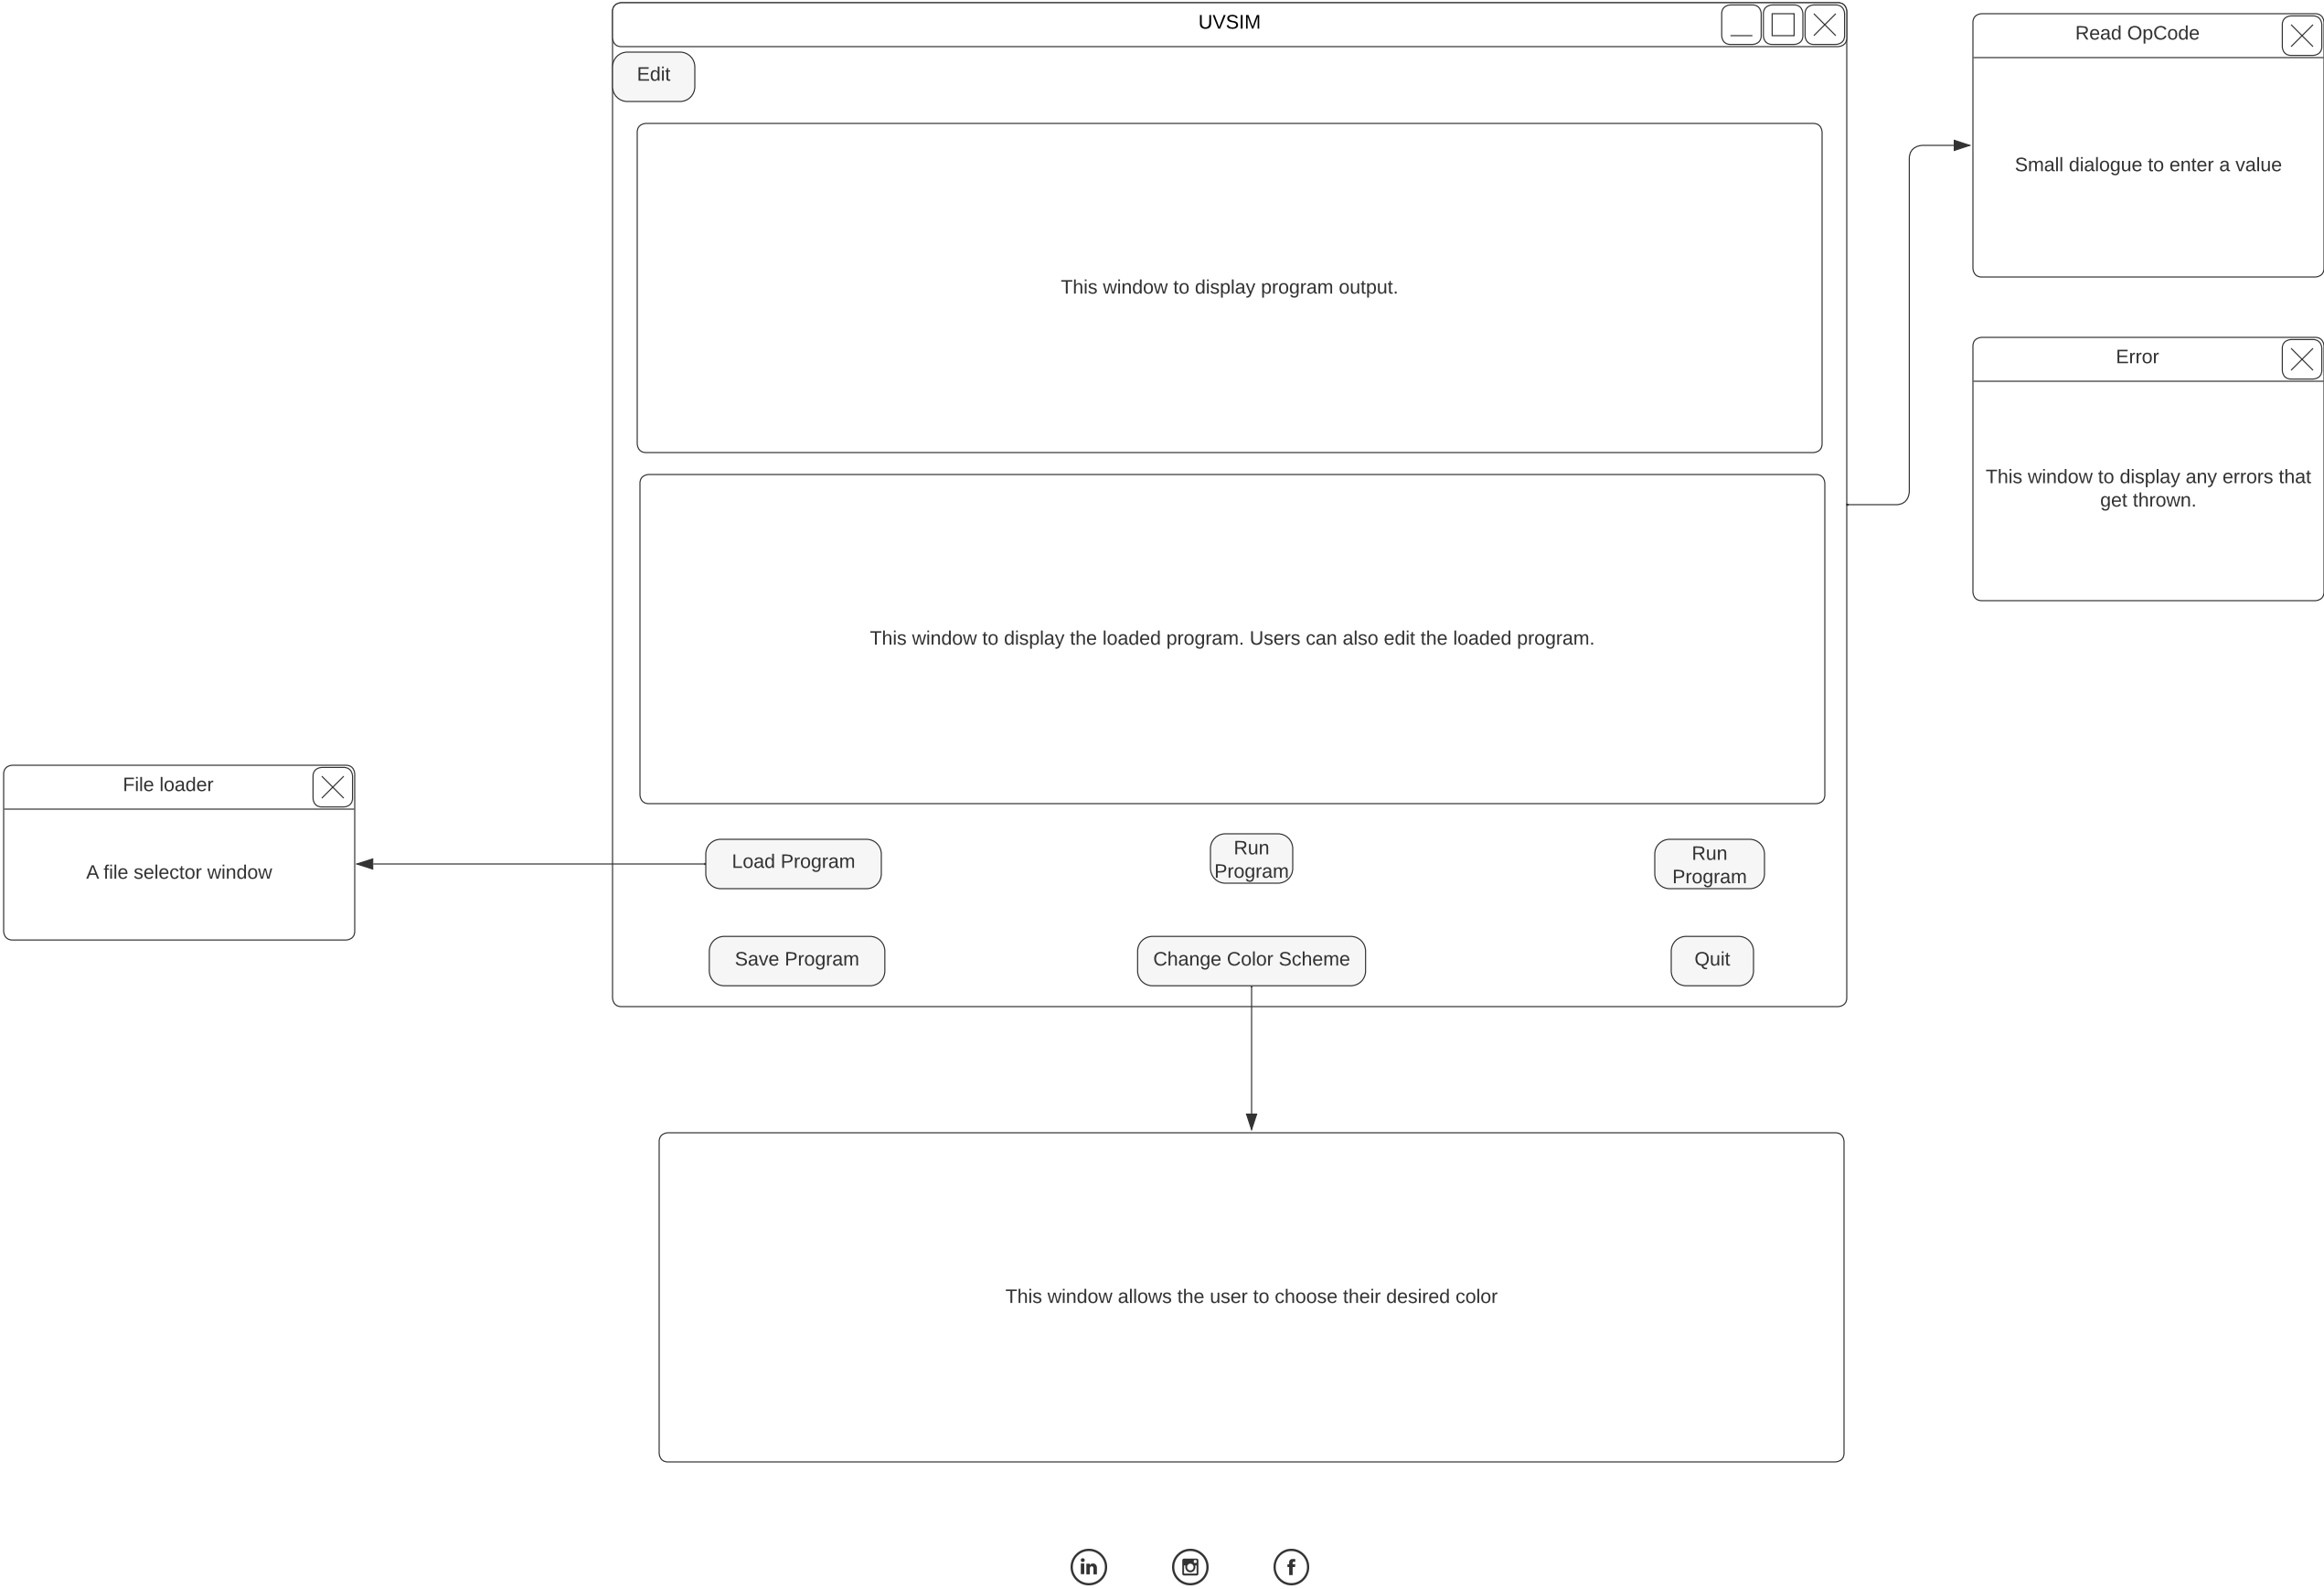 UVSIM
Edit
This window to display program output.
This window to display the loaded program. Users can also edit the loaded program.
Load Program
Run
Program
Run
Program
Save Program
Change Color Scheme
Quit
Read OpCode
Small dialogue to enter a value
Error
This window to display any errors that
get thrown.
File loader
A file selector window
This window allows the user to choose their desired color
in
f